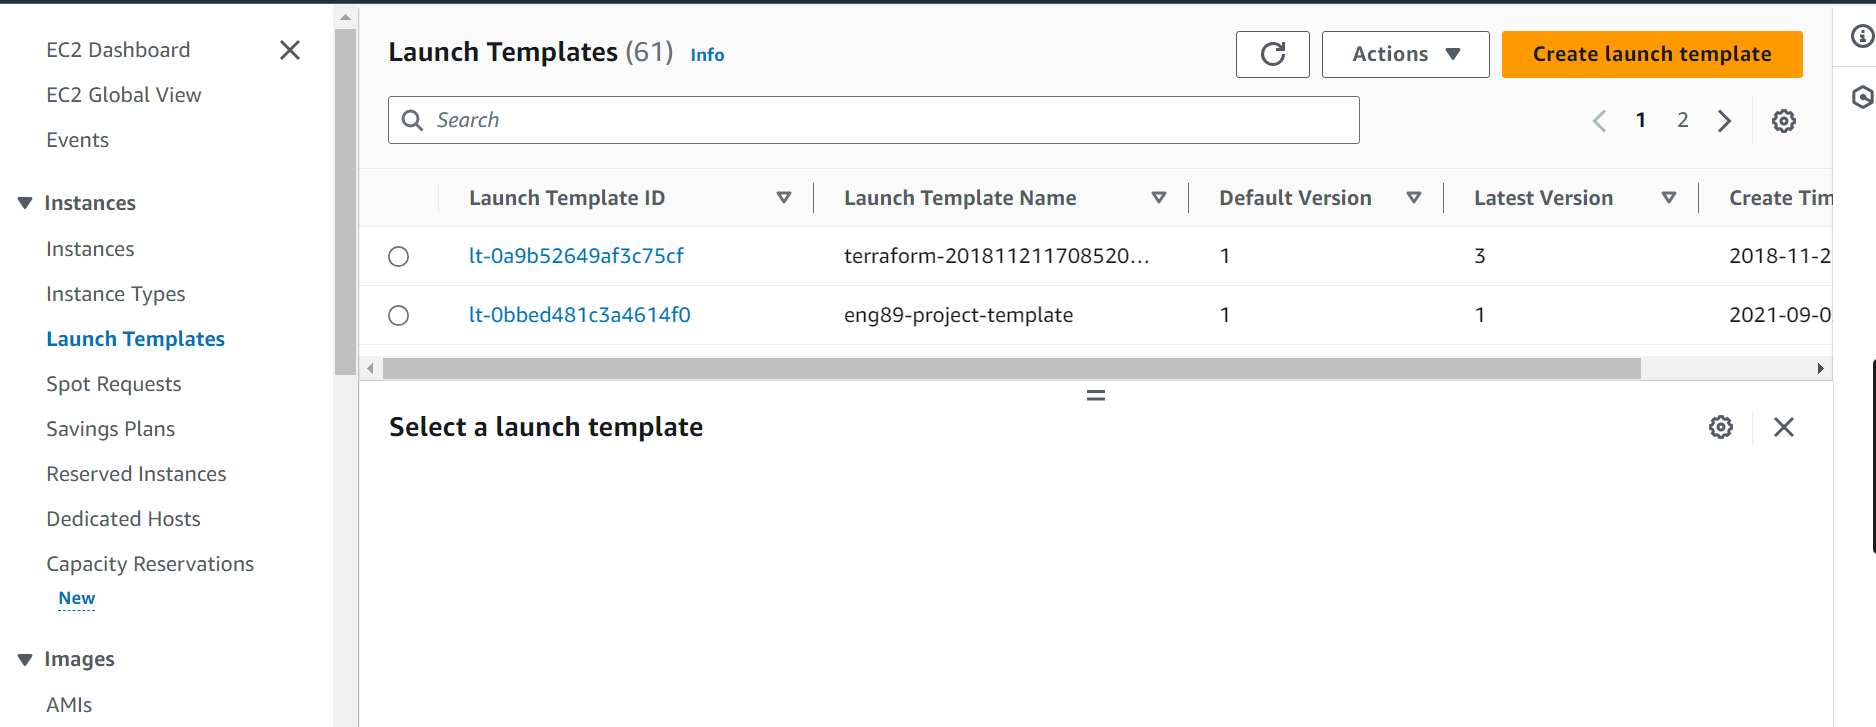 EC2 Dashboard
EC2 Global View
Events
Instances
Instances
Instance Types
Launch Templates
Spot Requests
Savings Plans
Reserved Instances
Dedicated Hosts
Capacity Reservations
New
Images
AMIs
Launch Templates (61) Info
Actions
Create launch template
Search
1 2
Launch Template ID Launch Template Name Default Version Latest Version Create Tim
lt-0a9b52649af3c75cf terraform-201811211708520... 1 3 2018-11-2
lt-0bbed481c3a4614f0 eng89-project-template 1 1 2021-09-0
Select a launch template